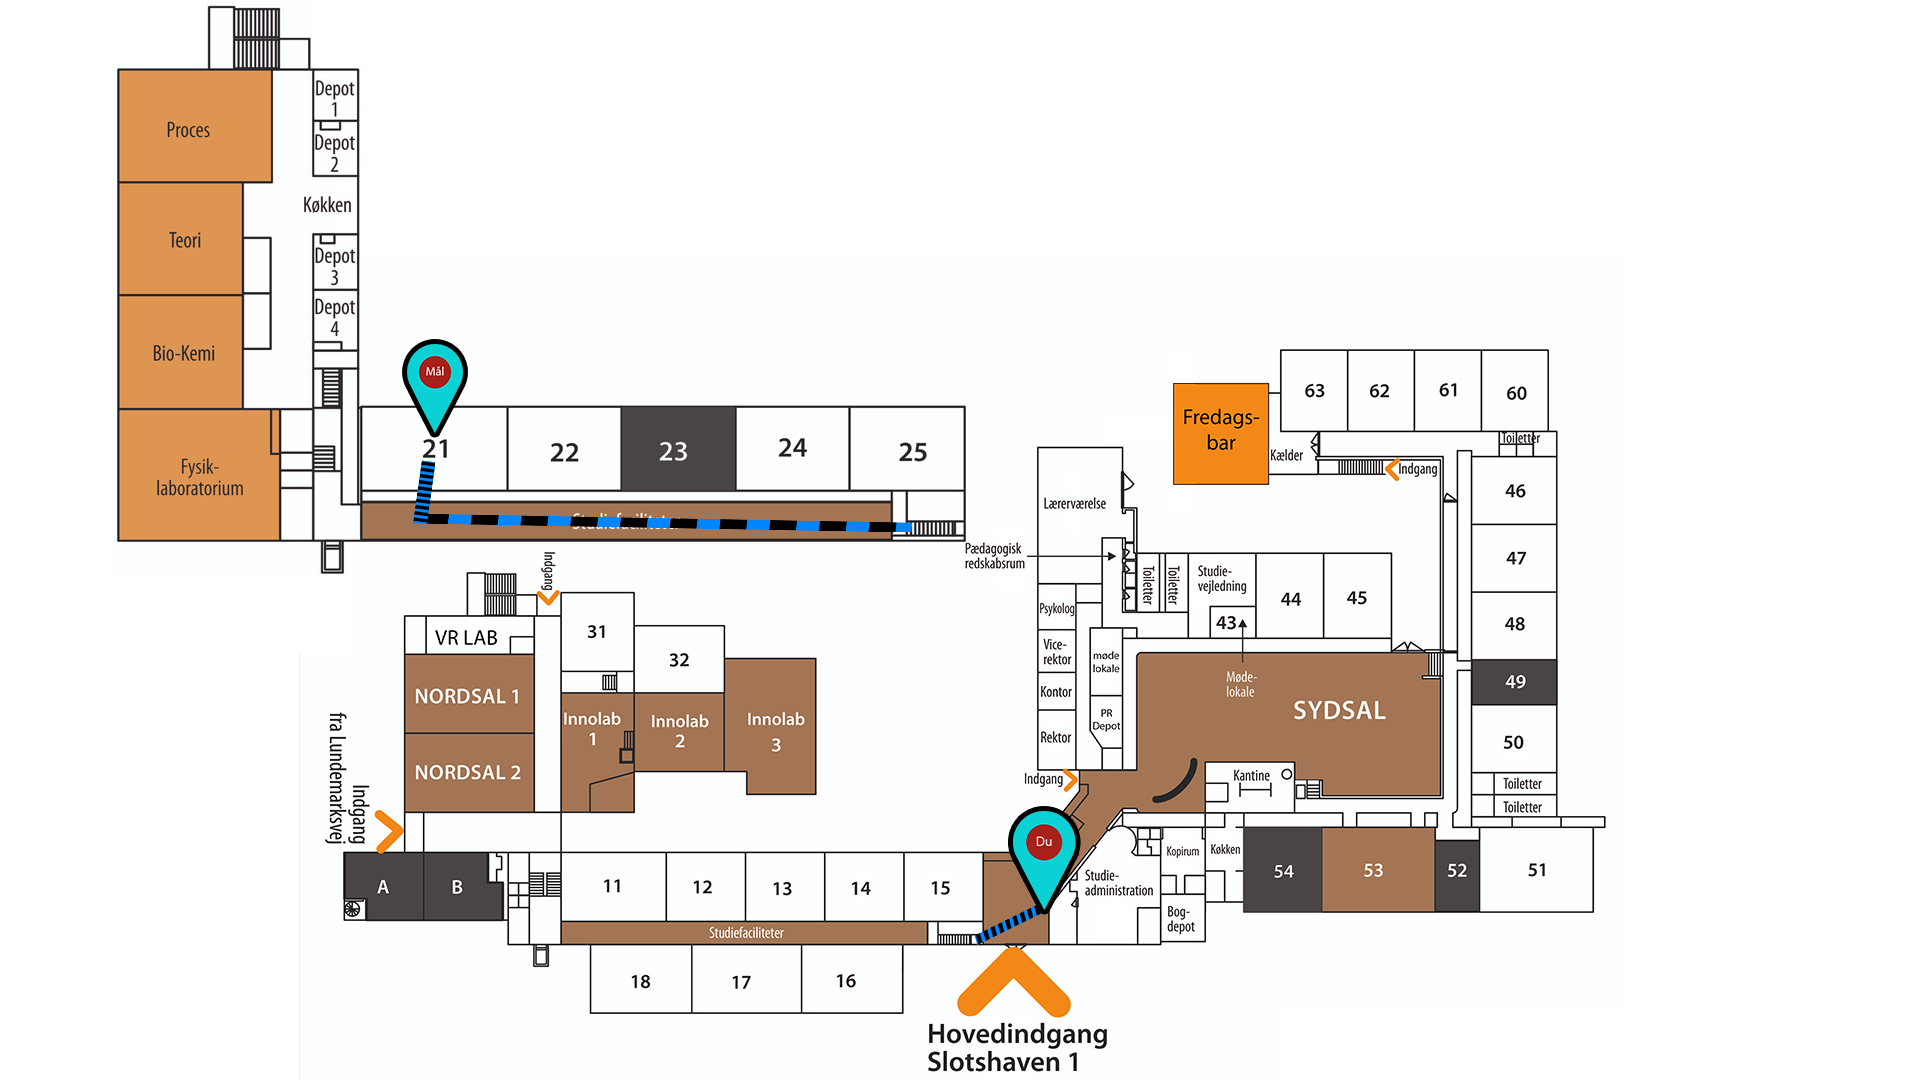 Proces
Depot
1
Depot
2
Køkken
Teori
Depot
3
Depot
4
Bio-Kemi
Fysik-
laboratorium
Mål
21
22
23
24
25
Studiefaciliteter
Fredags-
bar
Kælder
63
62
61
60
Toiletter
Indgang
46
47
48
49
50
Toiletter
Toiletter
Lærerværelse
Pædagogisk
redskabsrum
Toiletter
Toiletter
Studie-
vejledning
43
44
45
Møde-
lokale
Psykolog
Vice-
rektor
Kontor
Rektor
møde
lokale
PR
Depot
SYDSAL
Indgang
Kantine
Indgang
VR LAB
31
32
NORDSAL 1
NORDSAL 2
Innolab
1
Innolab
2
Innolab
3
Indgang
fra Lundemarksvej
A
B
11
12
13
14
15
Studiefaciliteter
18
17
16
Du
Studie-
administration
Kopirum
Køkken
Bog-
depot
54
53
52
51
Hovedindgang
Slotshaven 1